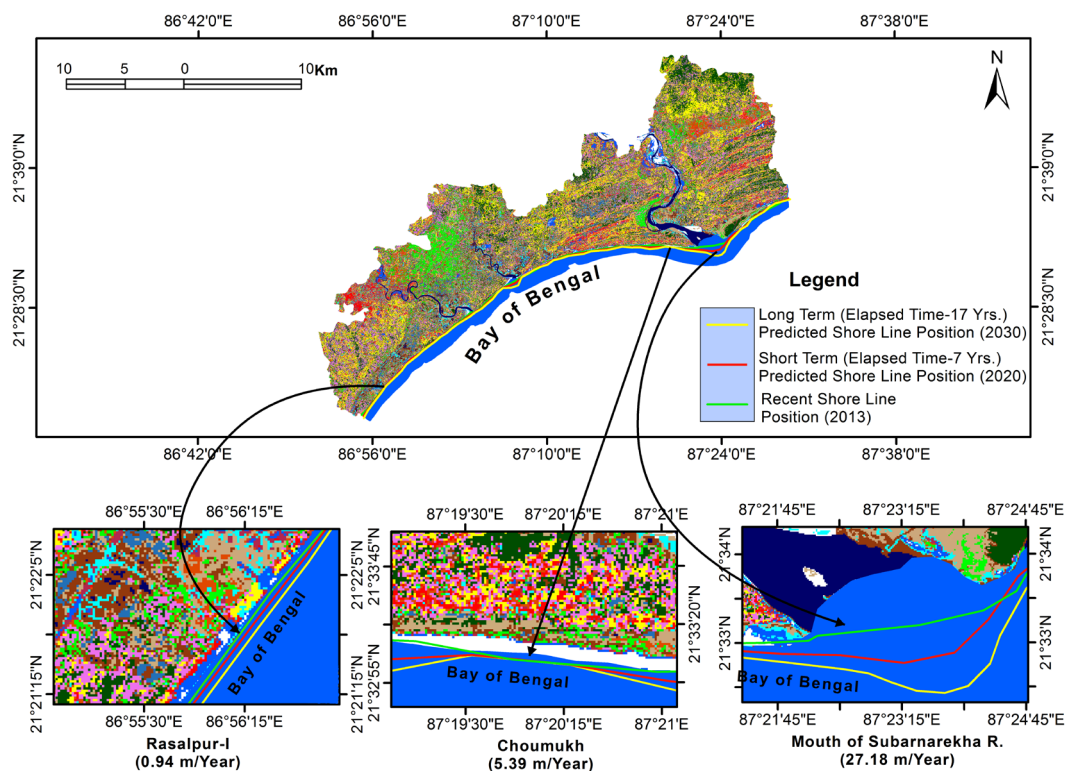 86°42'0"E 86°56'0"E 87°10'0"E 87°24'0"E 87°38'0"E
10 5 0 10Km
N
21°39'0"N 21°39'0"N
21°28'30"N 21°28'30"N
Bay of Bengal
Legend
Long Term (Elapsed Time-17 Yrs.)
Predicted Shore Line Position (2030)
Short Term (Elapsed Time-7 Yrs.)
Predicted Shore Line Position (2020)
Recent Shore Line
Position (2013)
86°42'0"E 86°56'0"E 87°10'0"E 87°24'0"E 87°38'0"E
86°55'30"E 86°56'15"E
21°22'5"N 21°22'5"N
21°21'15"N 21°21'15"N
Bay of Bengal
86°55'30"E 86°56'15"E
Rasalpur-I
(0.94 m/Year)
87°19'30"E 87°20'15"E 87°21'E
21°33'45"N
21°33'20"N
21°32'55"N 21°32'55"N
Bay of Bengal
87°19'30"E 87°20'15"E 87°21'E
Choumukh
(5.39 m/Year)
87°21'45"E 87°23'15"E 87°24'45"E
21°34'N 21°34'N
21°33'N 21°33'N
Bay of Bengal
87°21'45"E 87°23'15"E 87°24'45"E
Mouth of Subarnarekha R.
(27.18 m/Year)